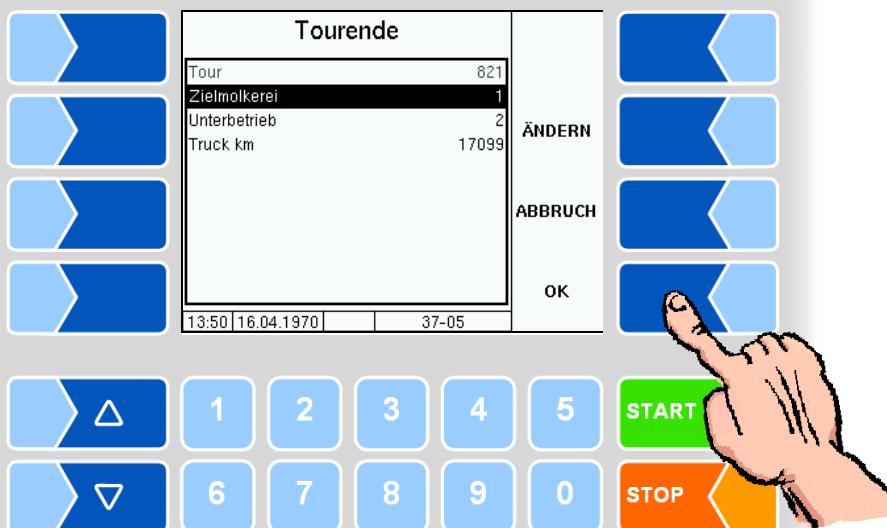 Tourende
Tour 821
Zielmolkerei 1
Unterbetrieb 2
Truck km 17099
ÄNDERN
ABBRUCH
OK
13:50 16.04.1970 37-05
1 2 3 4 5 START
6 7 8 9 0 STOP